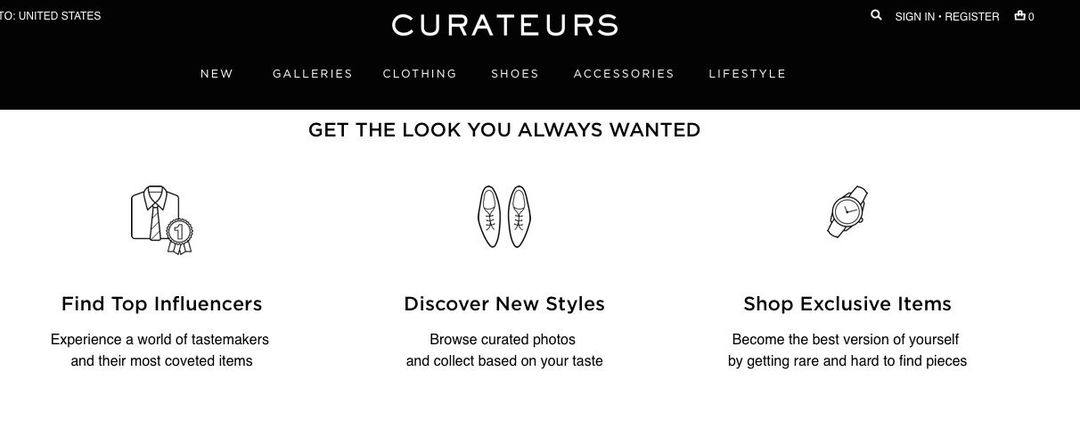 TO: UNITED STATES
CURATEURS
SIGN IN • REGISTER
0
NEW GALLERIES CLOTHING SHOES ACCESSORIES LIFESTYLE
GET THE LOOK YOU ALWAYS WANTED
1
Find Top Influencers
Experience a world of tastemakers
and their most coveted items
Discover New Styles
Browse curated photos
and collect based on your taste
Shop Exclusive Items
Become the best version of yourself
by getting rare and hard to find pieces